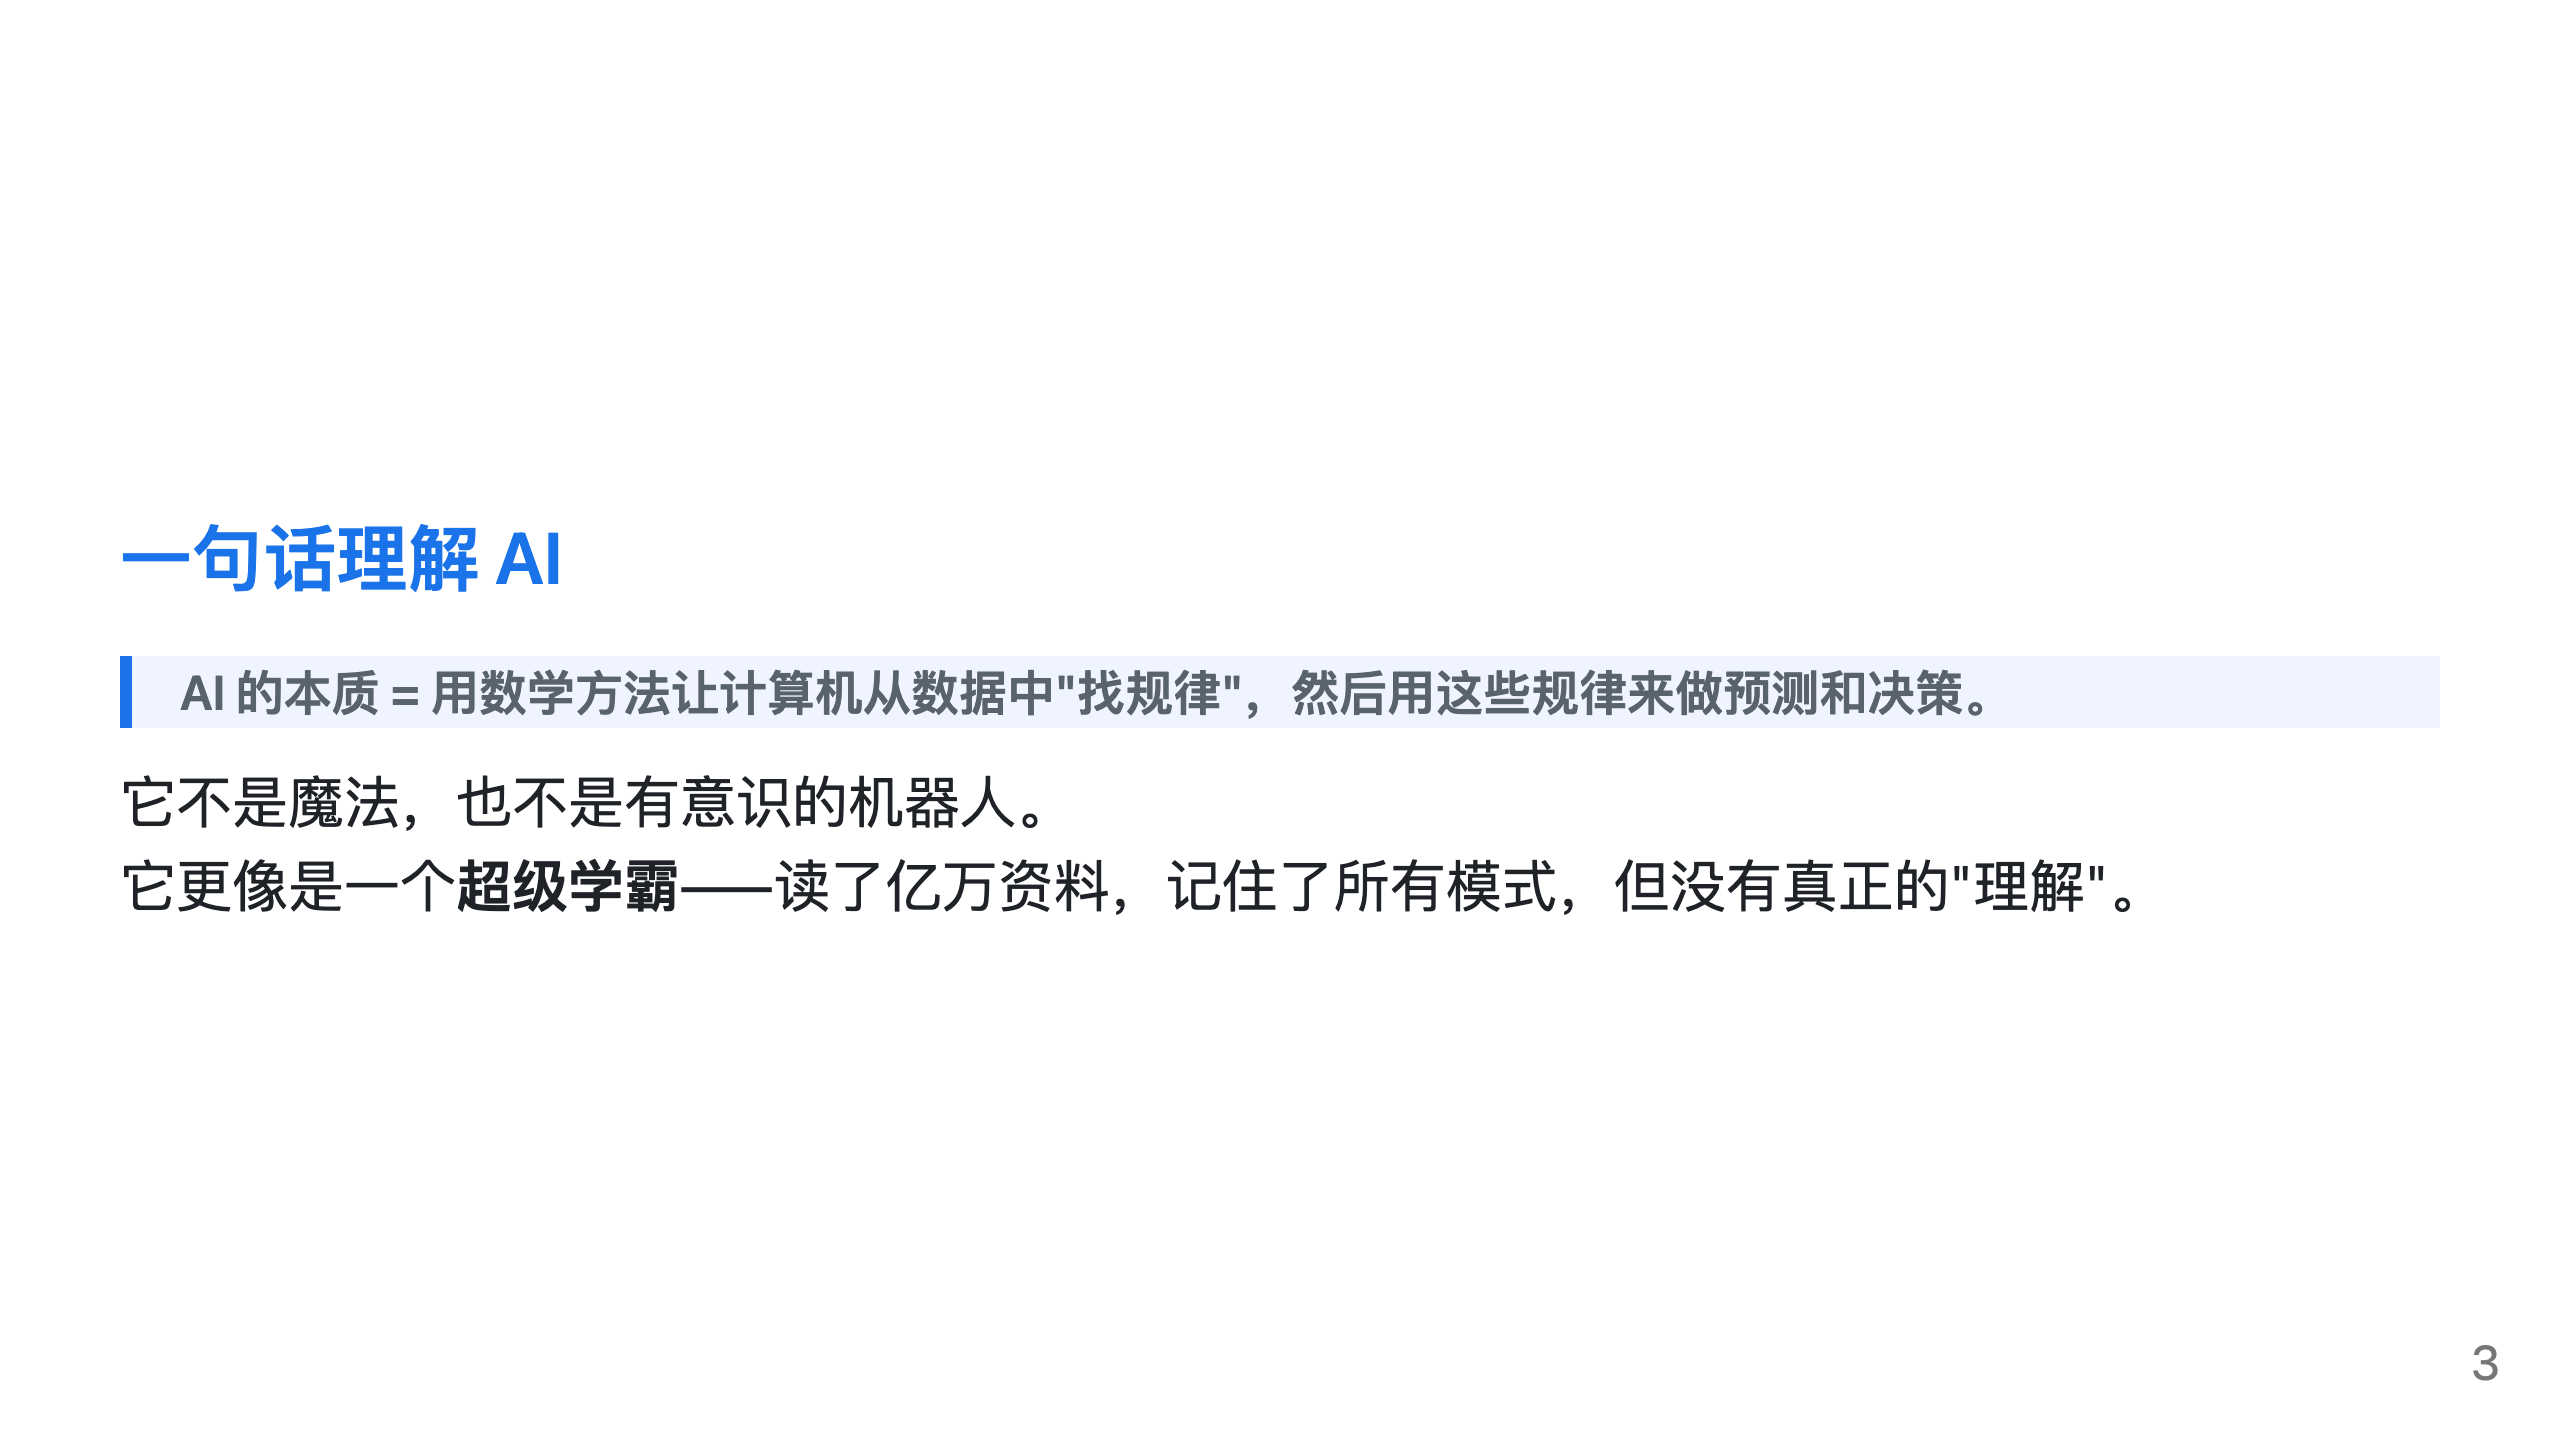 一句话理解 AI
AI 的本质 = 用数学方法让计算机从数据中"找规律"，然后用这些规律来做预测和决策。
它不是魔法，也不是有意识的机器人。
它更像是一个超级学霸——读了亿万资料，记住了所有模式，但没有真正的"理解"。
3